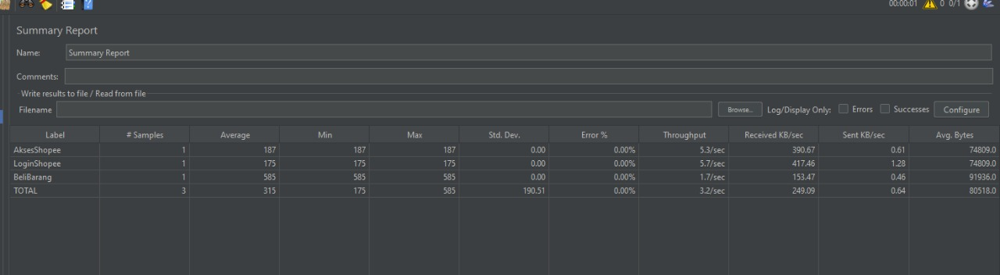 00:00:01 0 0/1
Summary Report
Name: Summary Report
Comments:
Write results to file / Read from file
Filename Browse... Log/Display Only: Errors Successes Configure
Label # Samples Average Min Max Std. Dev. Error % Throughput Received KB/sec Sent KB/sec Avg. Bytes
AksesShopee 1 187 187 187 0.00 0.00% 5.3/sec 390.67 0.61 74809.0
LoginShopee 1 175 175 175 0.00 0.00% 5.7/sec 417.46 1.28 74809.0
BeliBarang 1 585 585 585 0.00 0.00% 1.7/sec 153.47 0.46 91936.0
TOTAL 3 315 175 585 190.51 0.00% 3.2/sec 249.09 0.64 80518.0